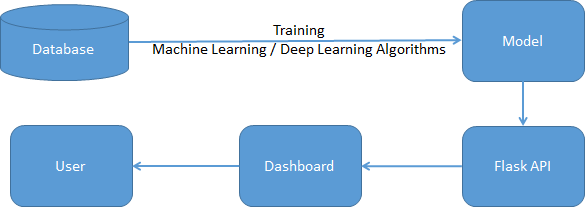 Database
Training
Machine Learning / Deep Learning Algorithms
Model
User
Dashboard
Flask API